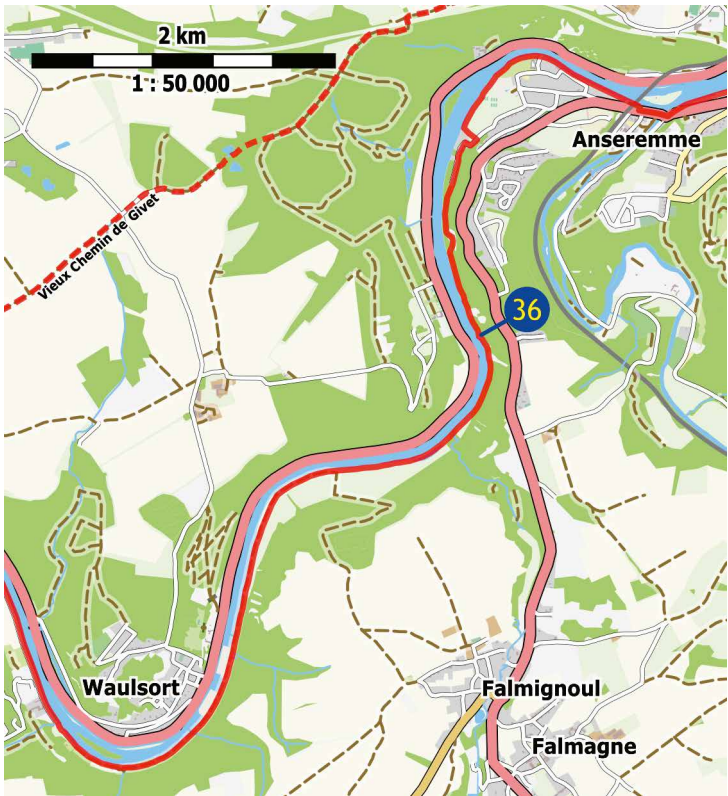 2 km
1 : 50 000
Anseremme
Vieux Chemin de Givet
36
Waulsort
Falmignoul
Falmagne